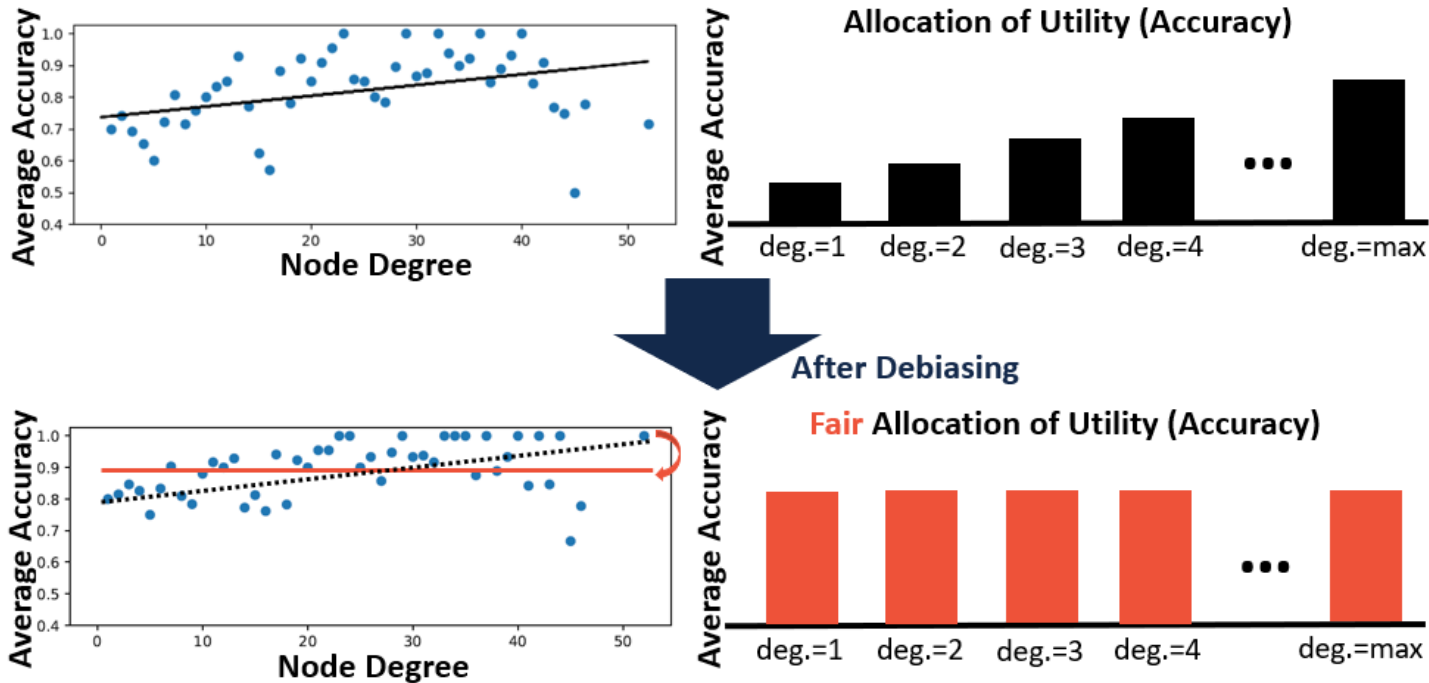 Average Accuracy
1.0
0.9
0.8
0.7
0.6
0.5
0.4
0
10
20
30
40
50
Node Degree
Allocation of Utility (Accuracy)
Average Accuracy
deg.=1
deg.=2
deg.=3
deg.=4
...
deg.=max
After Debiasing
Average Accuracy
1.0
0.9
0.8
0.7
0.6
0.5
0.4
0
10
20
30
40
50
Node Degree
Fair Allocation of Utility (Accuracy)
Average Accuracy
deg.=1
deg.=2
deg.=3
deg.=4
...
deg.=max